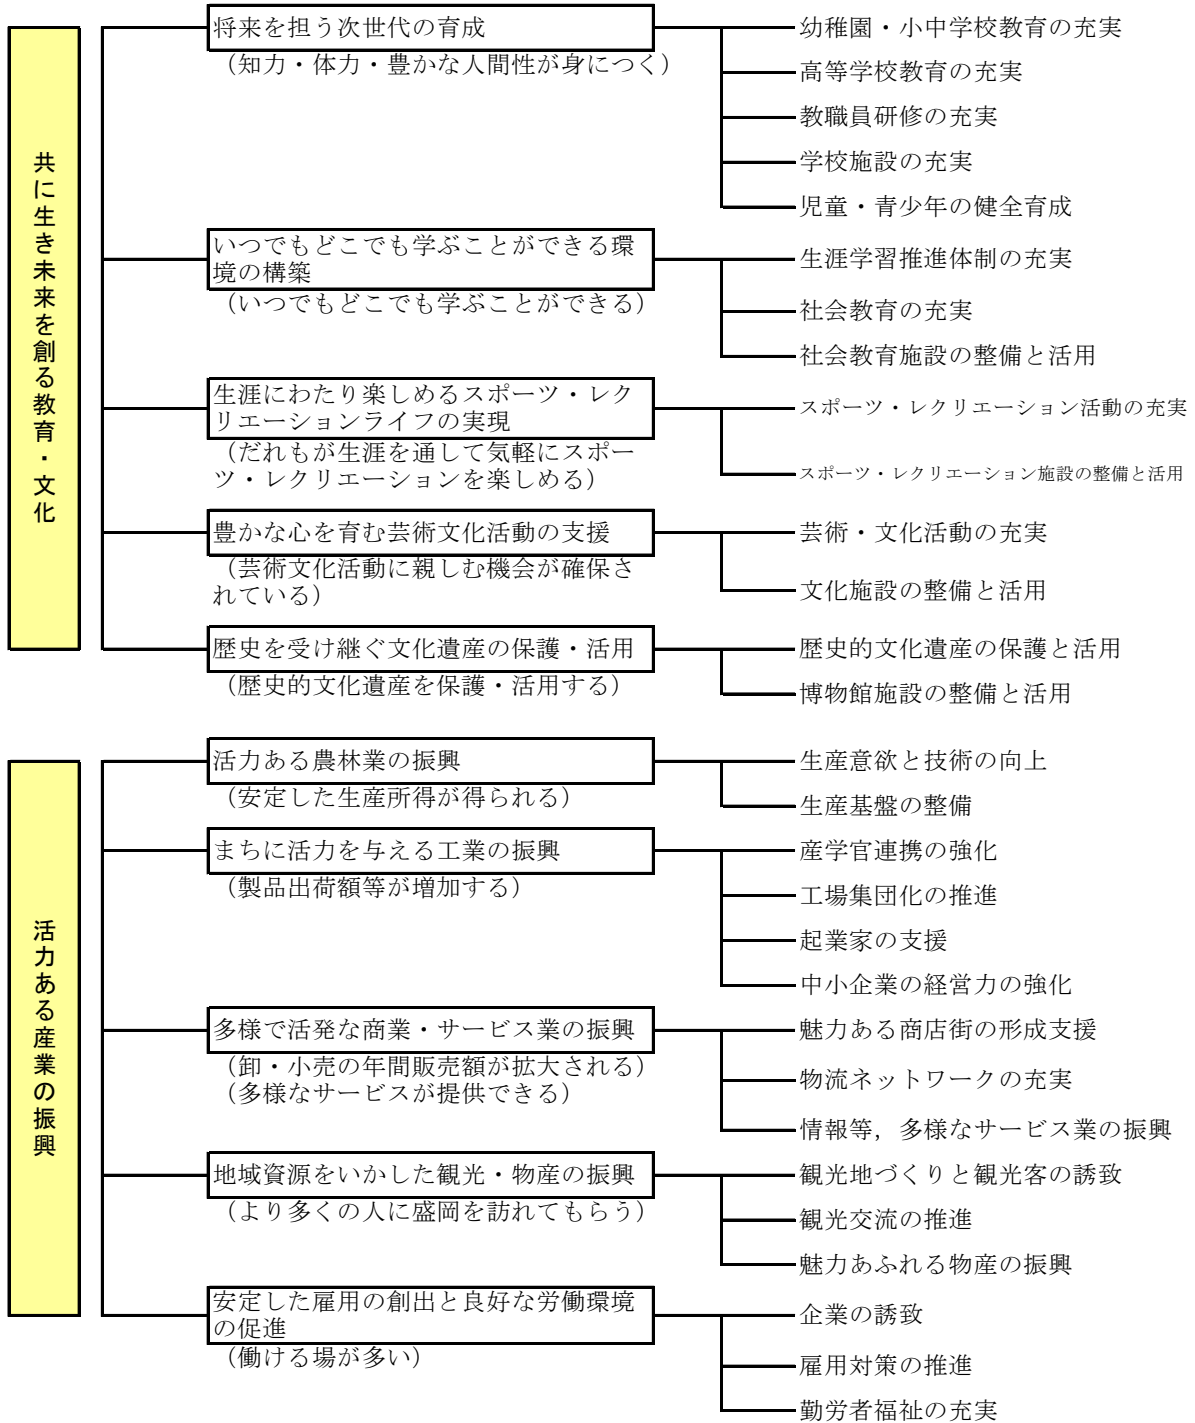 共に生き未来を創る教育・文化
将来を担う次世代の育成
（知力・体力・豊かな人間性が身につく）
幼稚園・小中学校教育の充実
高等学校教育の充実
教職員研修の充実
学校施設の充実
児童・青少年の健全育成
いつでもどこでも学ぶことができる環
境の構築
（いつでもどこでも学ぶことができる）
生涯学習推進体制の充実
社会教育の充実
社会教育施設の整備と活用
生涯にわたり楽しめるスポーツ・レク
リエーションライフの実現
（だれもが生涯を通して気軽にスポー
ツ・レクリエーションを楽しめる）
スポーツ・レクリエーション活動の充実
スポーツ・レクリエーション施設の整備と活用
豊かな心を育む芸術文化活動の支援
（芸術文化活動に親しむ機会が確保さ
れている）
芸術・文化活動の充実
文化施設の整備と活用
歴史を受け継ぐ文化遺産の保護・活用
（歴史的文化遺産を保護・活用する）
歴史的文化遺産の保護と活用
博物館施設の整備と活用
活力ある産業の振興
活力ある農林業の振興
（安定した生産所得が得られる）
生産意欲と技術の向上
生産基盤の整備
まちに活力を与える工業の振興
（製品出荷額等が増加する）
産学官連携の強化
工場集団化の推進
起業家の支援
中小企業の経営力の強化
多様で活発な商業・サービス業の振興
（卸・小売の年間販売額が拡大される）
（多様なサービスが提供できる）
魅力ある商店街の形成支援
物流ネットワークの充実
情報等，多様なサービス業の振興
地域資源をいかした観光・物産の振興
（より多くの人に盛岡を訪れてもらう）
観光地づくりと観光客の誘致
観光交流の推進
魅力あふれる物産の振興
安定した雇用の創出と良好な労働環境
の促進
（働ける場が多い）
企業の誘致
雇用対策の推進
勤労者福祉の充実